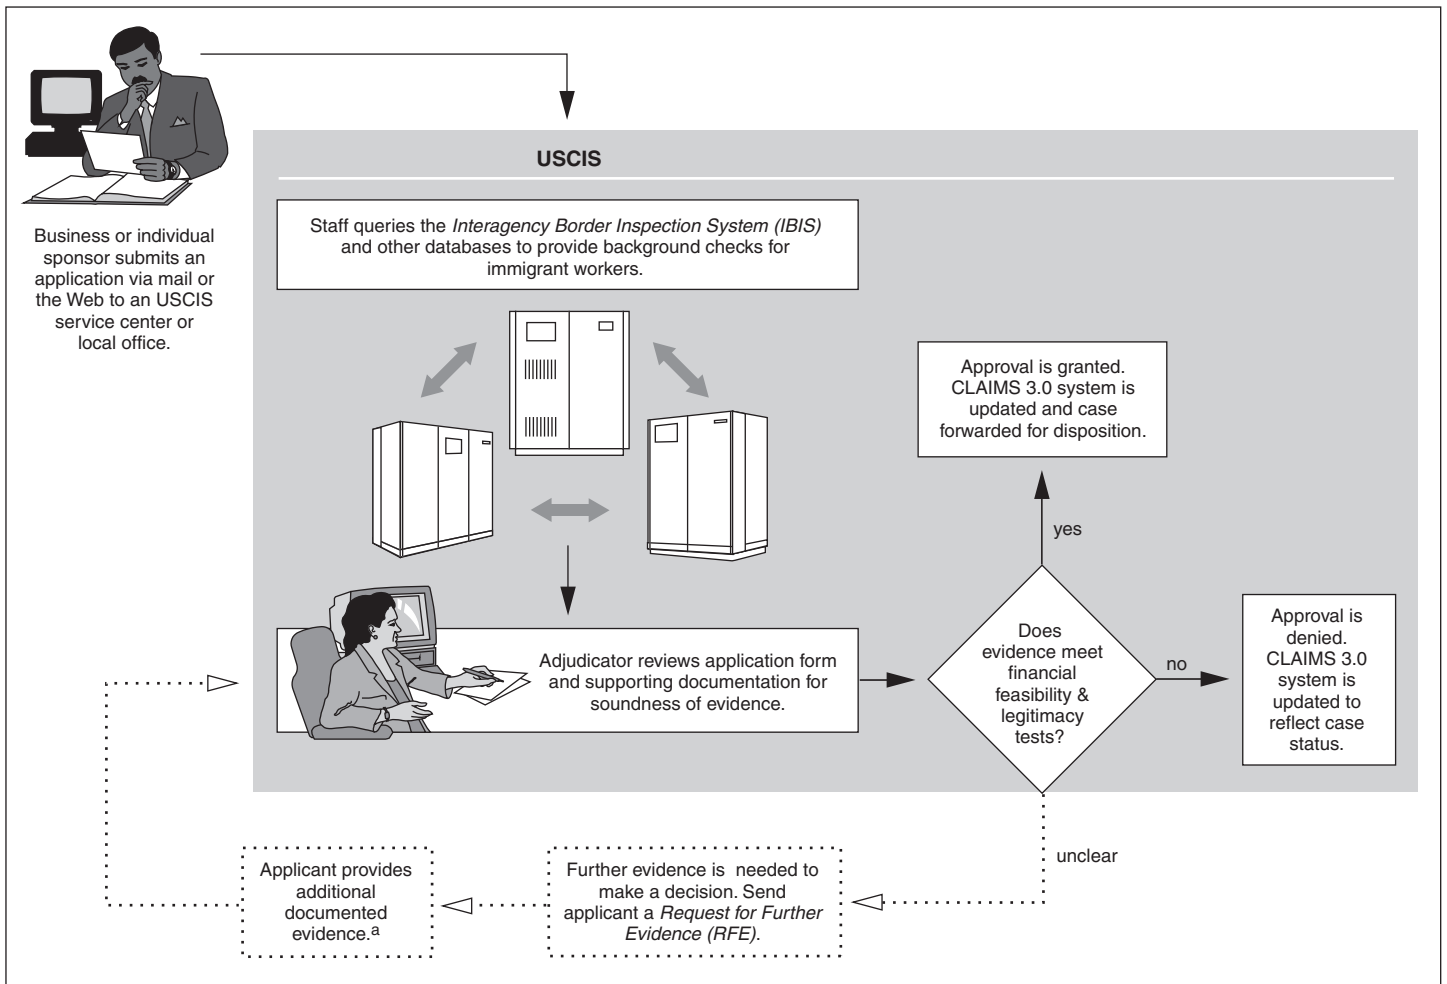 Business or individual
sponsor submits an
application via mail or
the Web to an USCIS
service center or
local office.
USCIS
Staff queries the Interagency Border Inspection System (IBIS)
and other databases to provide background checks for
immigrant workers.
Adjudicator reviews application form
and supporting documentation for
soundness of evidence.
Does
evidence meet
financial
feasibility &
legitimacy
tests?
yes
Approval is granted.
CLAIMS 3.0 system is
updated and case
forwarded for disposition.
no
Approval is
denied.
CLAIMS 3.0
system is
updated to
reflect case
status.
unclear
Further evidence is needed to
make a decision. Send
applicant a Request for Further
Evidence (RFE).
Applicant provides
additional
documented
evidence.a